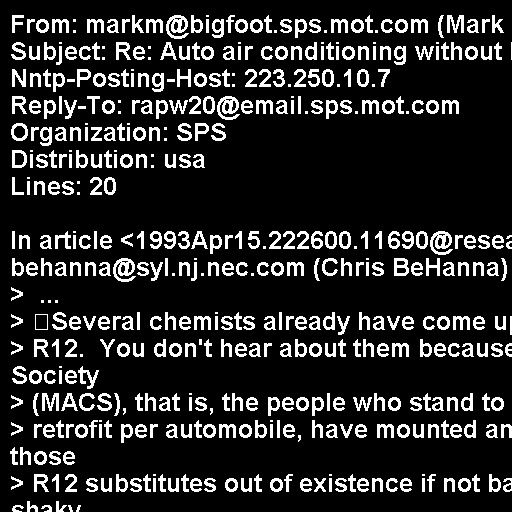 From: markm@bigfoot.sps.mot.com (Mark
Subject: Re: Auto air conditioning without
Nntp-Posting-Host: 223.250.10.7
Reply-To: rapw20@email.sps.mot.com
Organization: SPS
Distribution: usa
Lines: 20

In article <1993Apr15.222600.11690@resea
behanna@syl.nj.nec.com (Chris BeHanna)
>  ...
> Several chemists already have come up
> R12.  You don't hear about them because
Society
> (MACS), that is, the people who stand to
> retrofit per automobile, have mounted an
those
> R12 substitutes out of existence if not ba
shaky